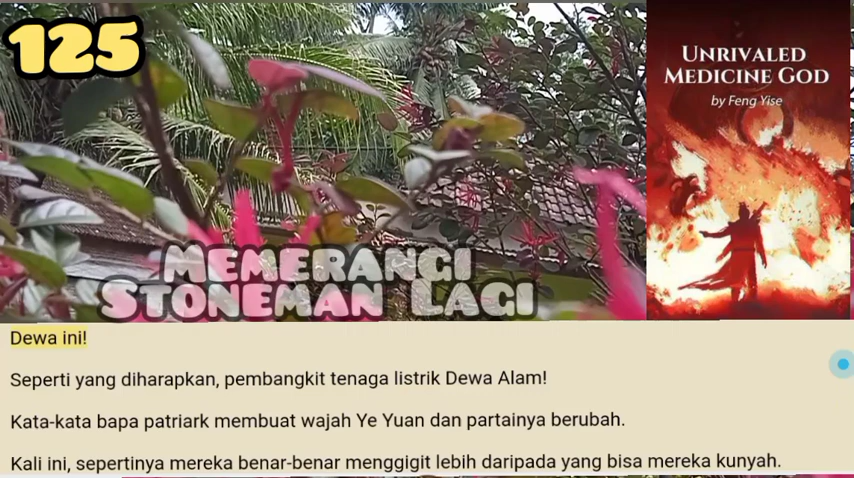 125
UNRIVALED
MEDICINE GOD
by Feng Yise
MEMERANGI
STONEMAN LAGI
Dewa ini!
Seperti yang diharapkan, pembangkit tenaga listrik Dewa Alam!
Kata-kata bapa patriark membuat wajah Ye Yuan dan partainya berubah.
Kali ini, sepertinya mereka benar-benar menggigit lebih daripada yang bisa mereka kunyah.